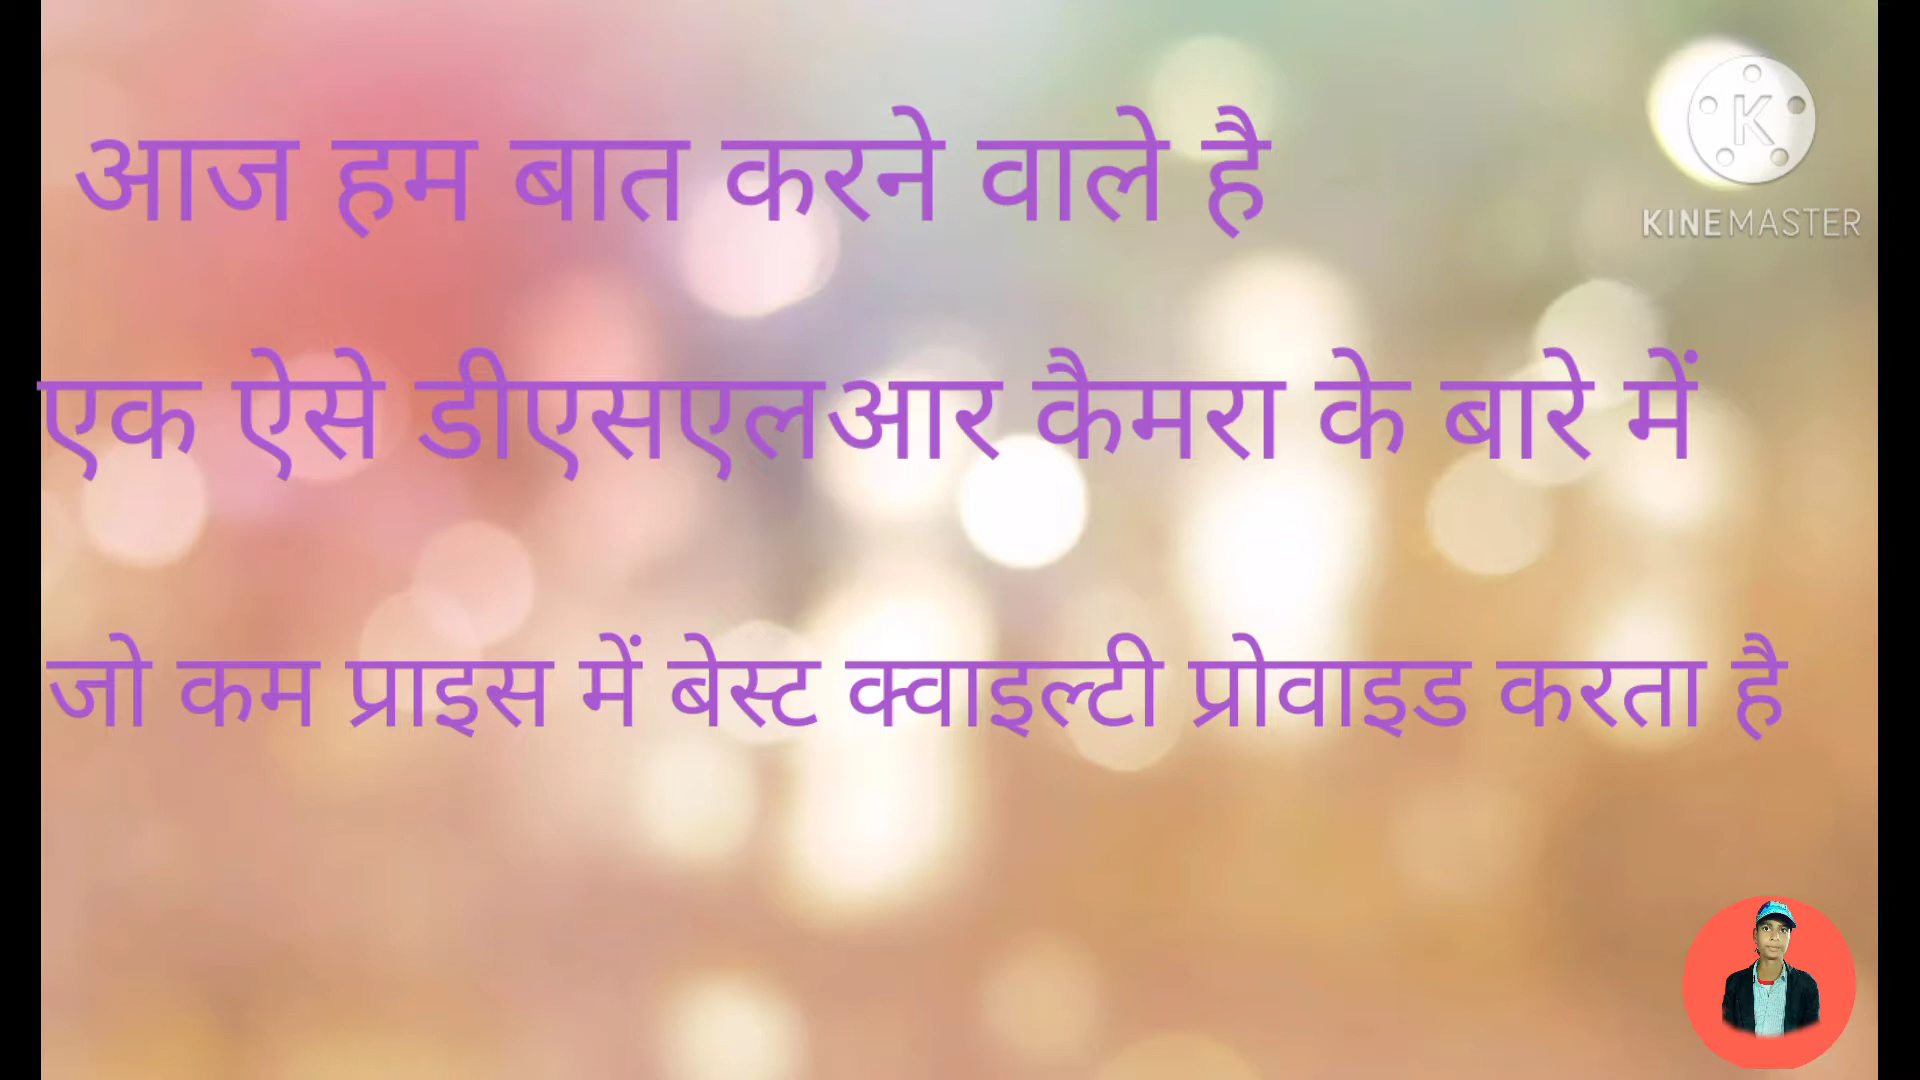 आज हम बात करने वाले है
KINEMASTER
एक ऐसे डीएसएलआर कैमरा के बारे में
जो कम प्राइस में बेस्ट क्वाइल्टी प्रोवाइड करता है